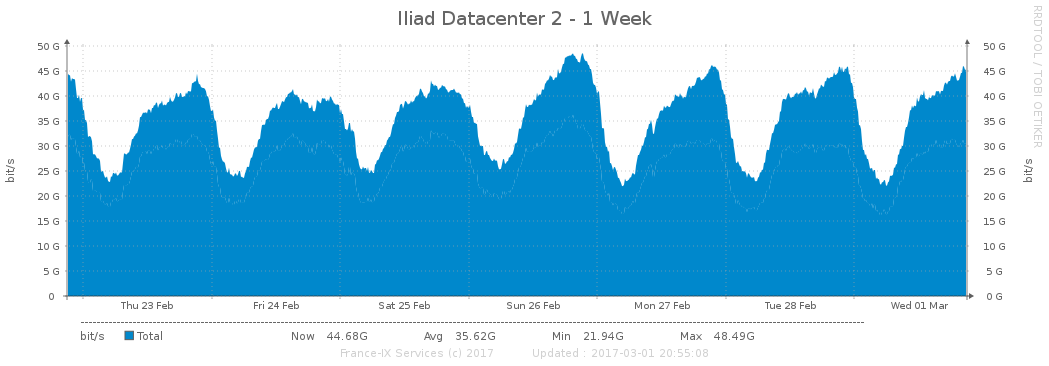 Iliad Datacenter 2 - 1 Week
RRDTOOL / TOBI OETIKER
50 G 50 G
45 G 45 G
40 G 40 G
35 G 35 G
30 G 30 G
25 G 25 G
20 G 20 G
15 G 15 G
10 G 10 G
5 G 5 G
0 0 G
bit/s bit/s
Thu 23 Feb Fri 24 Feb Sat 25 Feb Sun 26 Feb Mon 27 Feb Tue 28 Feb Wed 01 Mar
bit/s Total Now 44.68G Avg 35.62G Min 21.94G Max 48.49G
France-IX Services (c) 2017 Updated : 2017-03-01 20:55:08